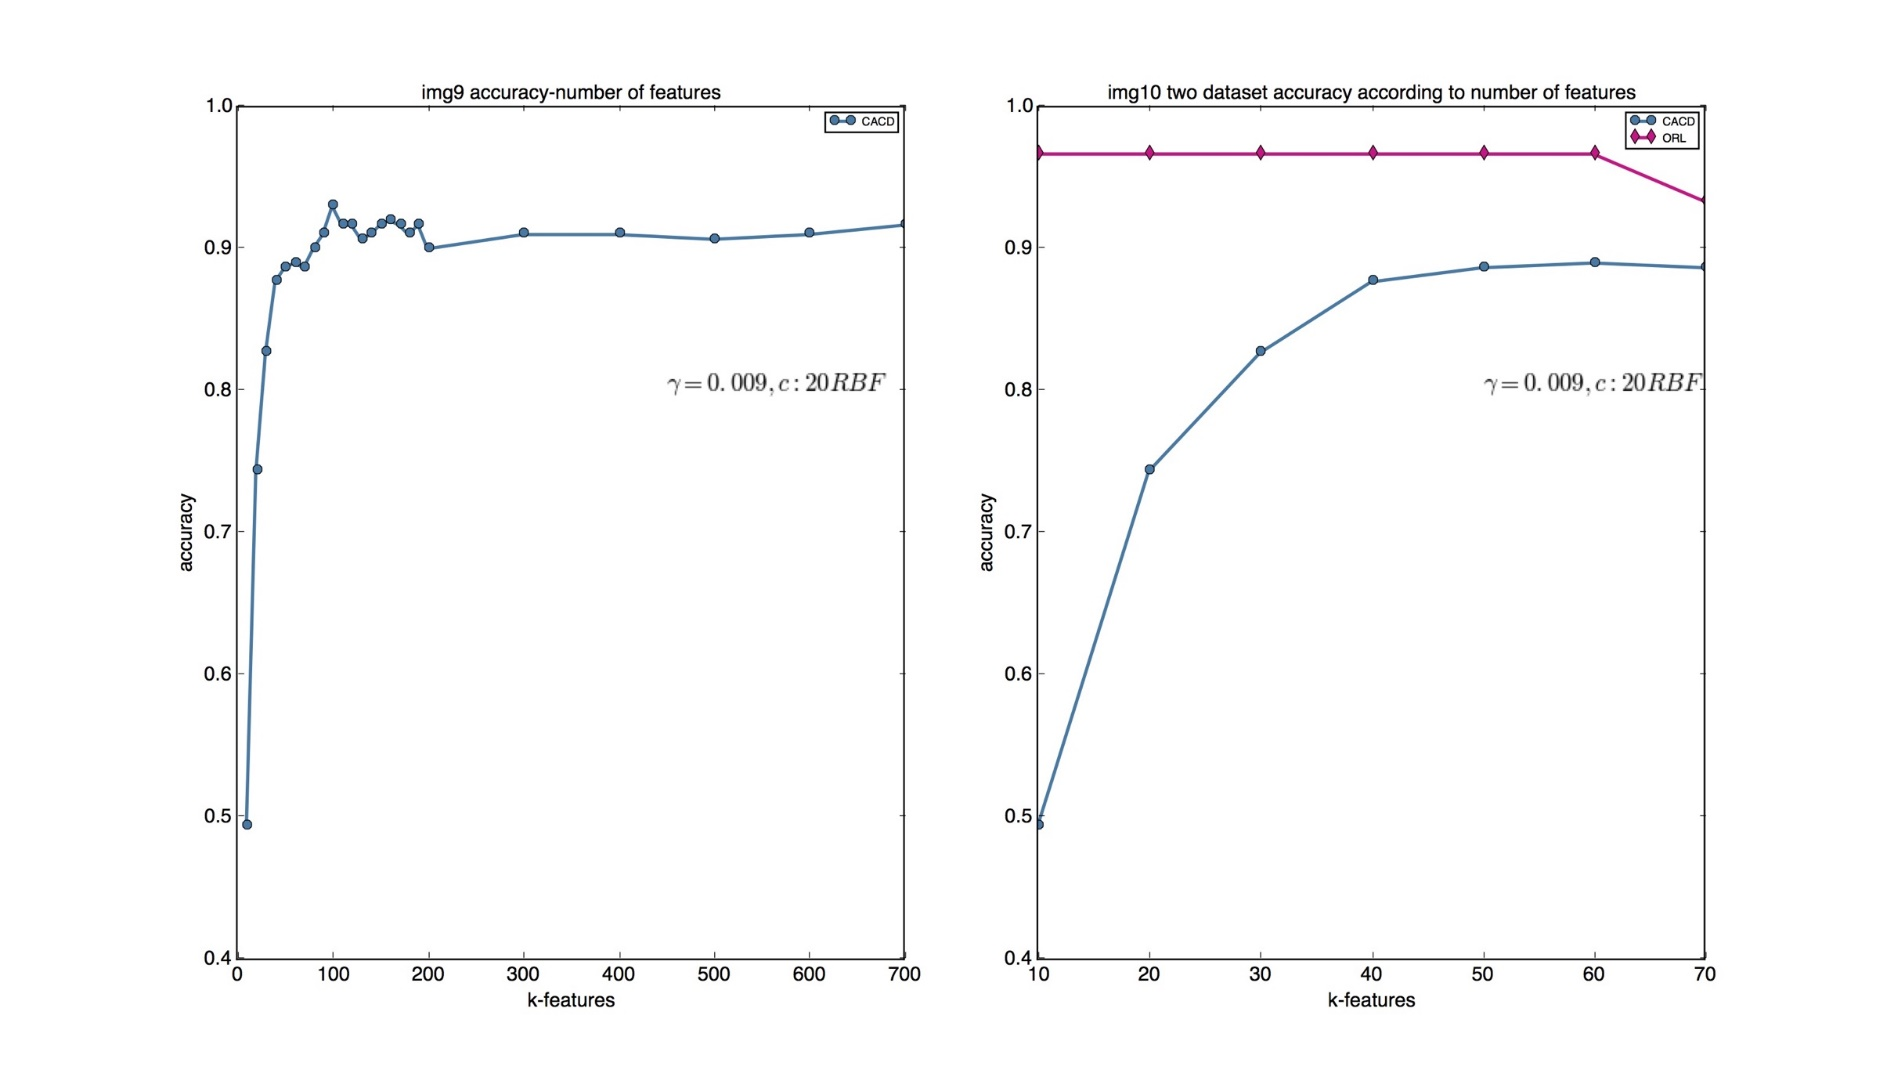 img9 accuracy-number of features
1.0
0.9
0.8
0.7
0.6
0.5
0.4
accuracy
CACD
γ=0.009,c:20RBF
0 100 200 300 400 500 600 700
k-features
img10 two dataset accuracy according to number of features
1.0
0.9
0.8
0.7
0.6
0.5
0.4
accuracy
CACD
ORL
γ=0.009,c:20RBF
10 20 30 40 50 60 70
k-features